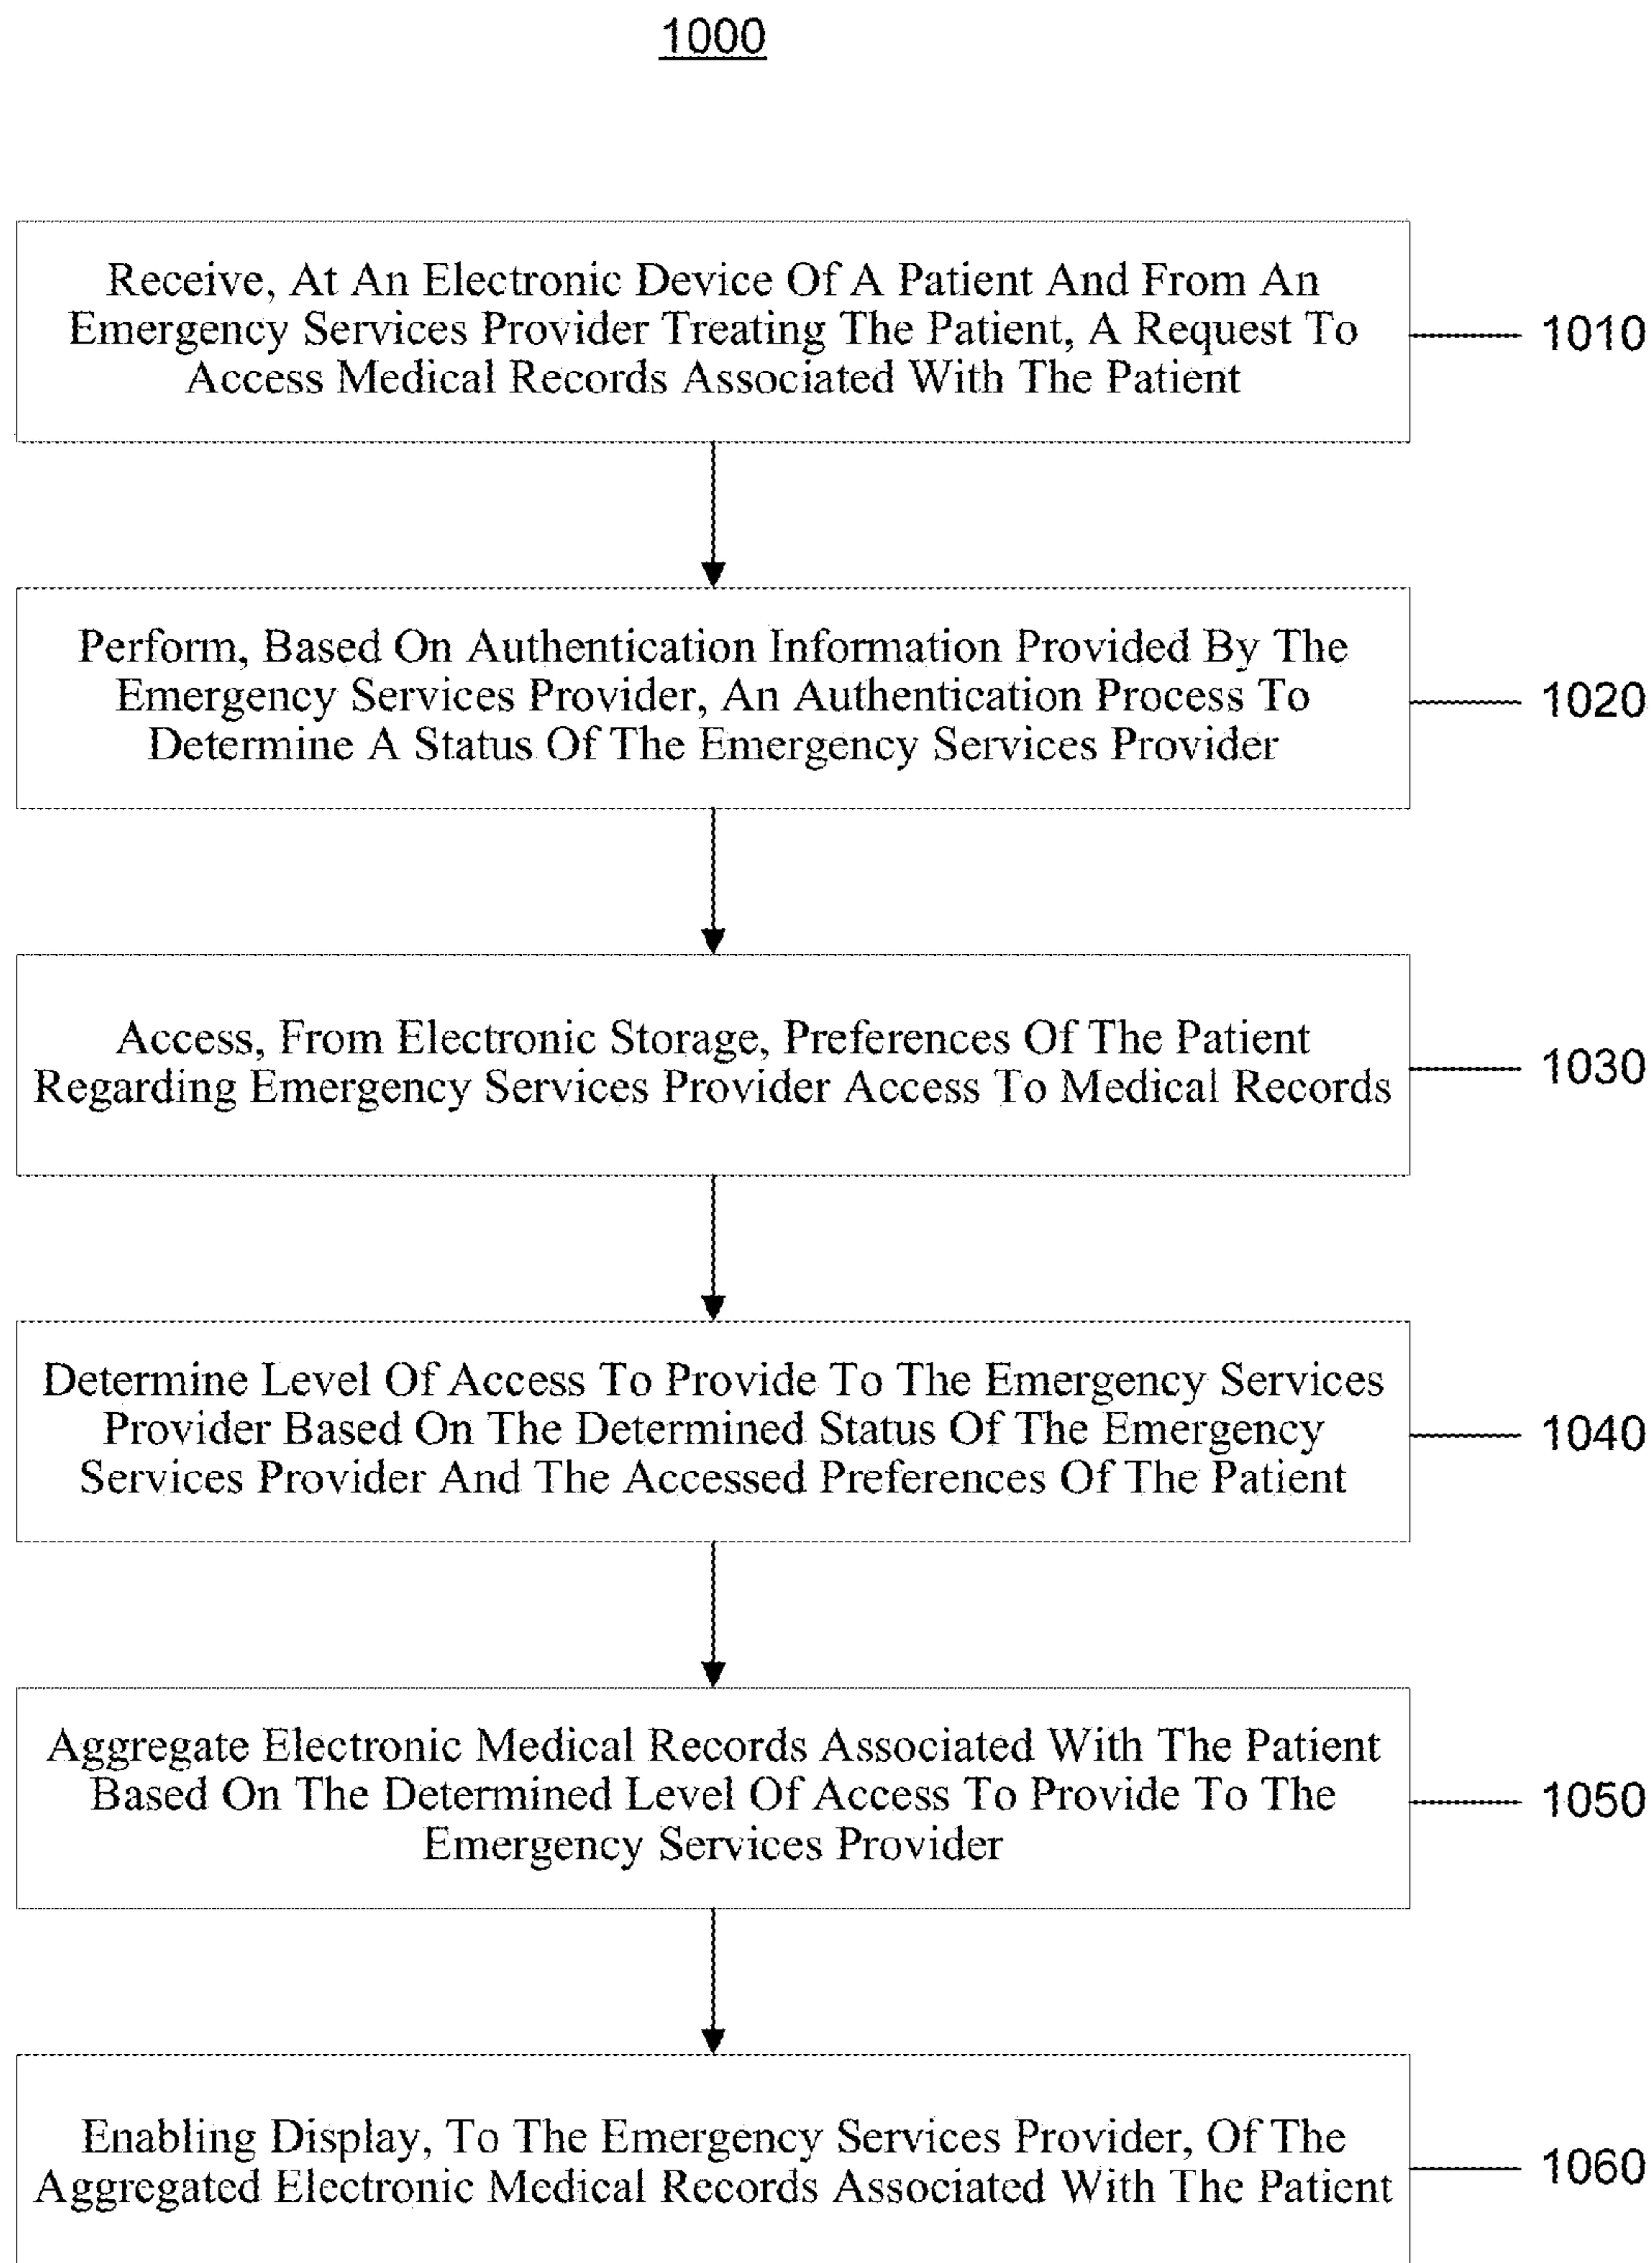 1000
Receive, At An Electronic Device Of A Patient And From An
Emergency Services Provider Treating The Patient, A Request To
Access Medical Records Associated With The Patient
1010
Perform, Based On Authentication Information Provided By The
Emergency Services Provider, An Authentication Process To
Determine A Status Of The Emergency Services Provider
1020
Access, From Electronic Storage, Preferences Of The Patient
Regarding Emergency Services Provider Access To Medical Records
1030
Determine Level Of Access To Provide To The Emergency Services
Provider Based On The Determined Status Of The Emergency
Services Provider And The Accessed Preferences Of The Patient
1040
Aggregate Electronic Medical Records Associated With The Patient
Based On The Determined Level Of Access To Provide To The
Emergency Services Provider
1050
Enabling Display, To The Emergency Services Provider, Of The
Aggregated Electronic Medical Records Associated With The Patient
1060